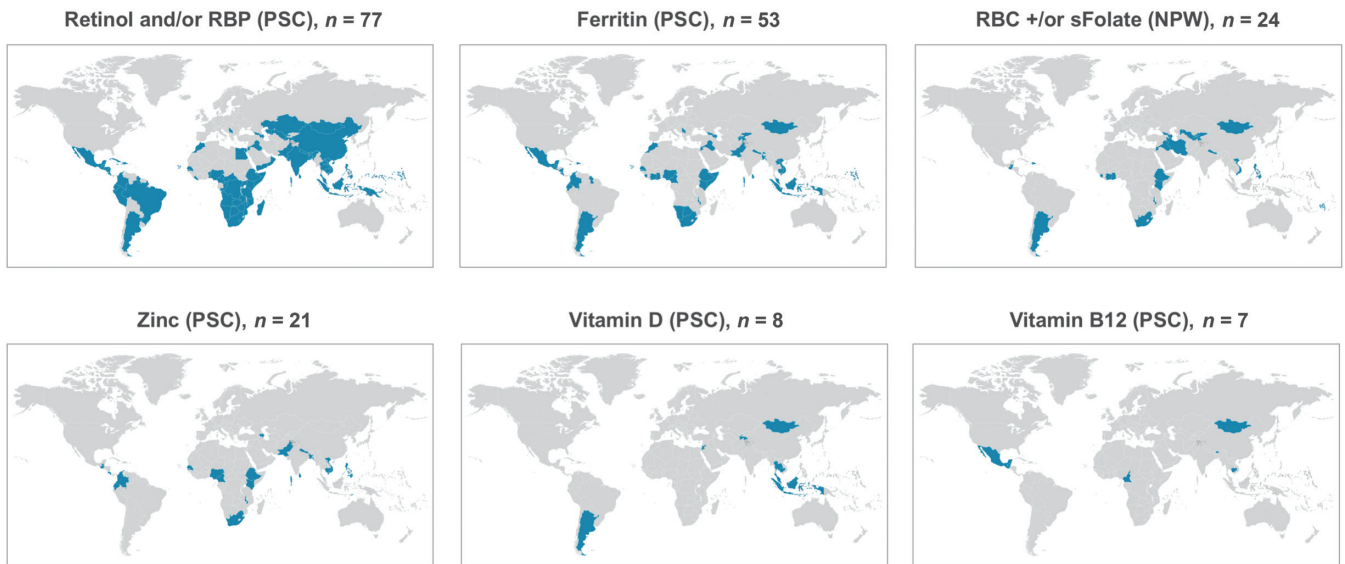 Retinol and/or RBP (PSC), n = 77
Ferritin (PSC), n = 53
RBC +/or sFolate (NPW), n = 24
Zinc (PSC), n = 21
Vitamin D (PSC), n = 8
Vitamin B12 (PSC), n = 7